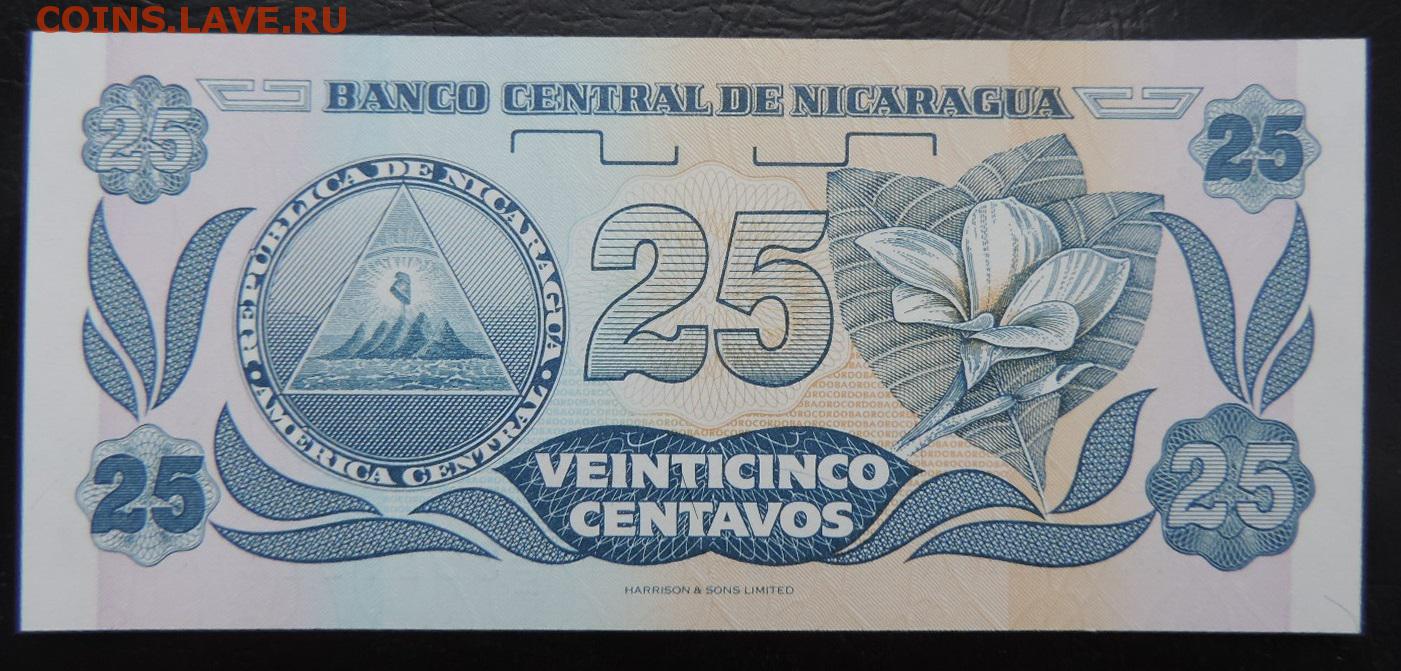 COINS.LAVE.RU
BANCO CENTRAL DE NICARAGUA
25
25
REPUBLICA DE NICARAGUA
AMERICA CENTRAL
25
CORDOBAOROCORDOBAOROCORDOBAORO
25
25
VEINTICINCO
CENTAVOS
HARRISON & SONS LIMITED